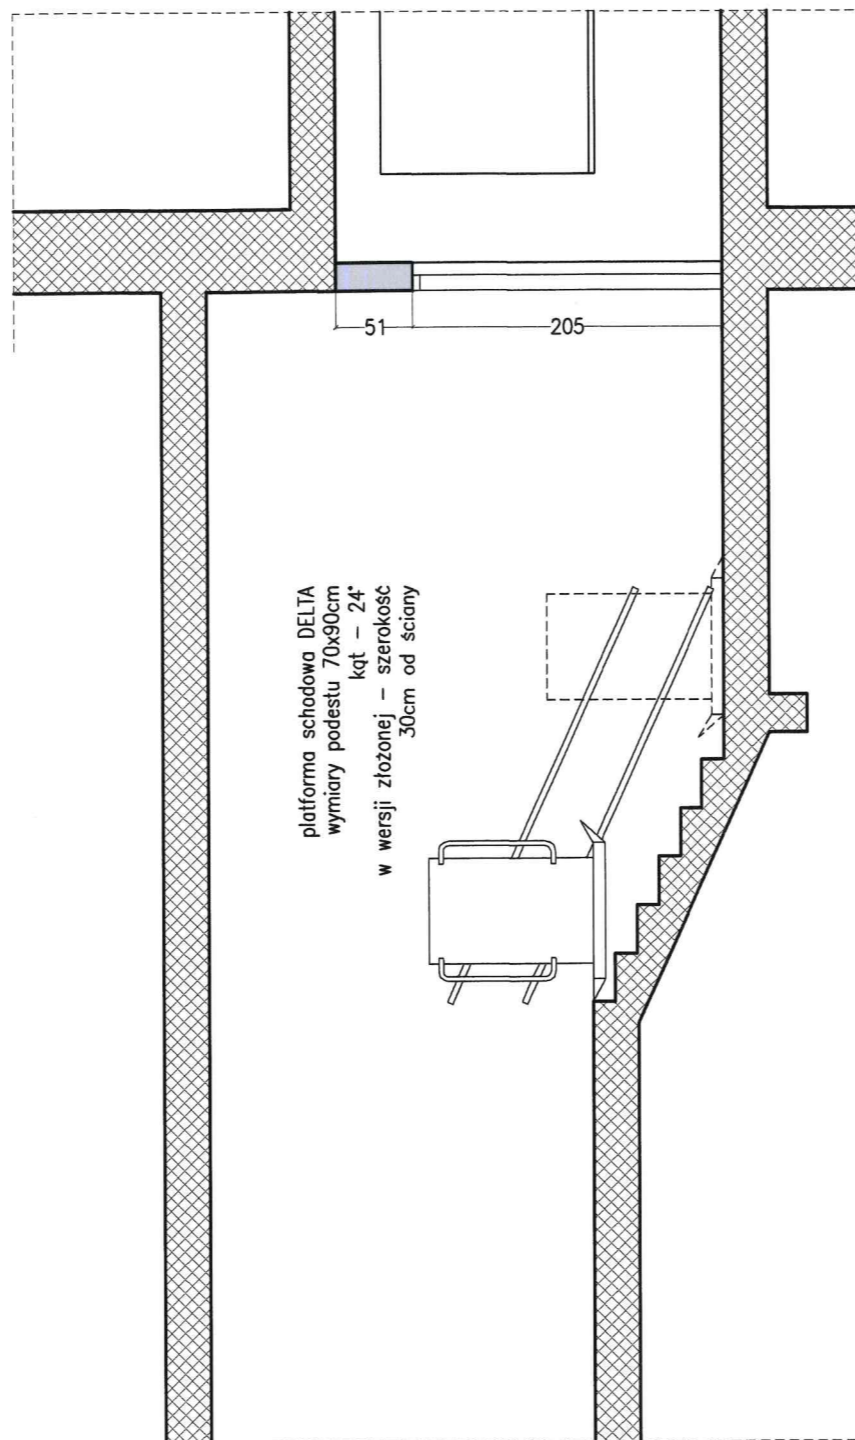 51
205
platforma schodowa DELTA
wymiary podestu 70x90cm
kąt – 24°
w wersji złożonej – szerokość
30cm od ściany